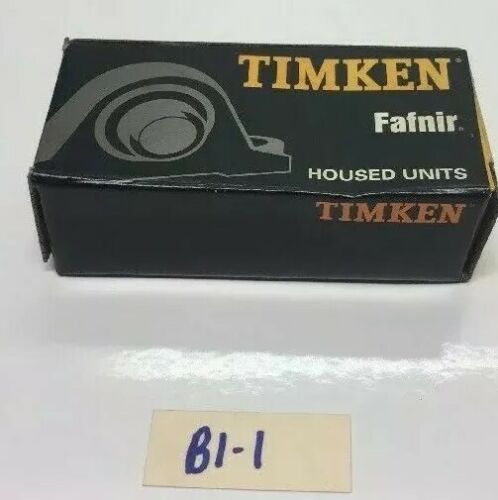 TIMKEN®
Fafnir®
HOUSED UNITS
TIMKEN
B1-1